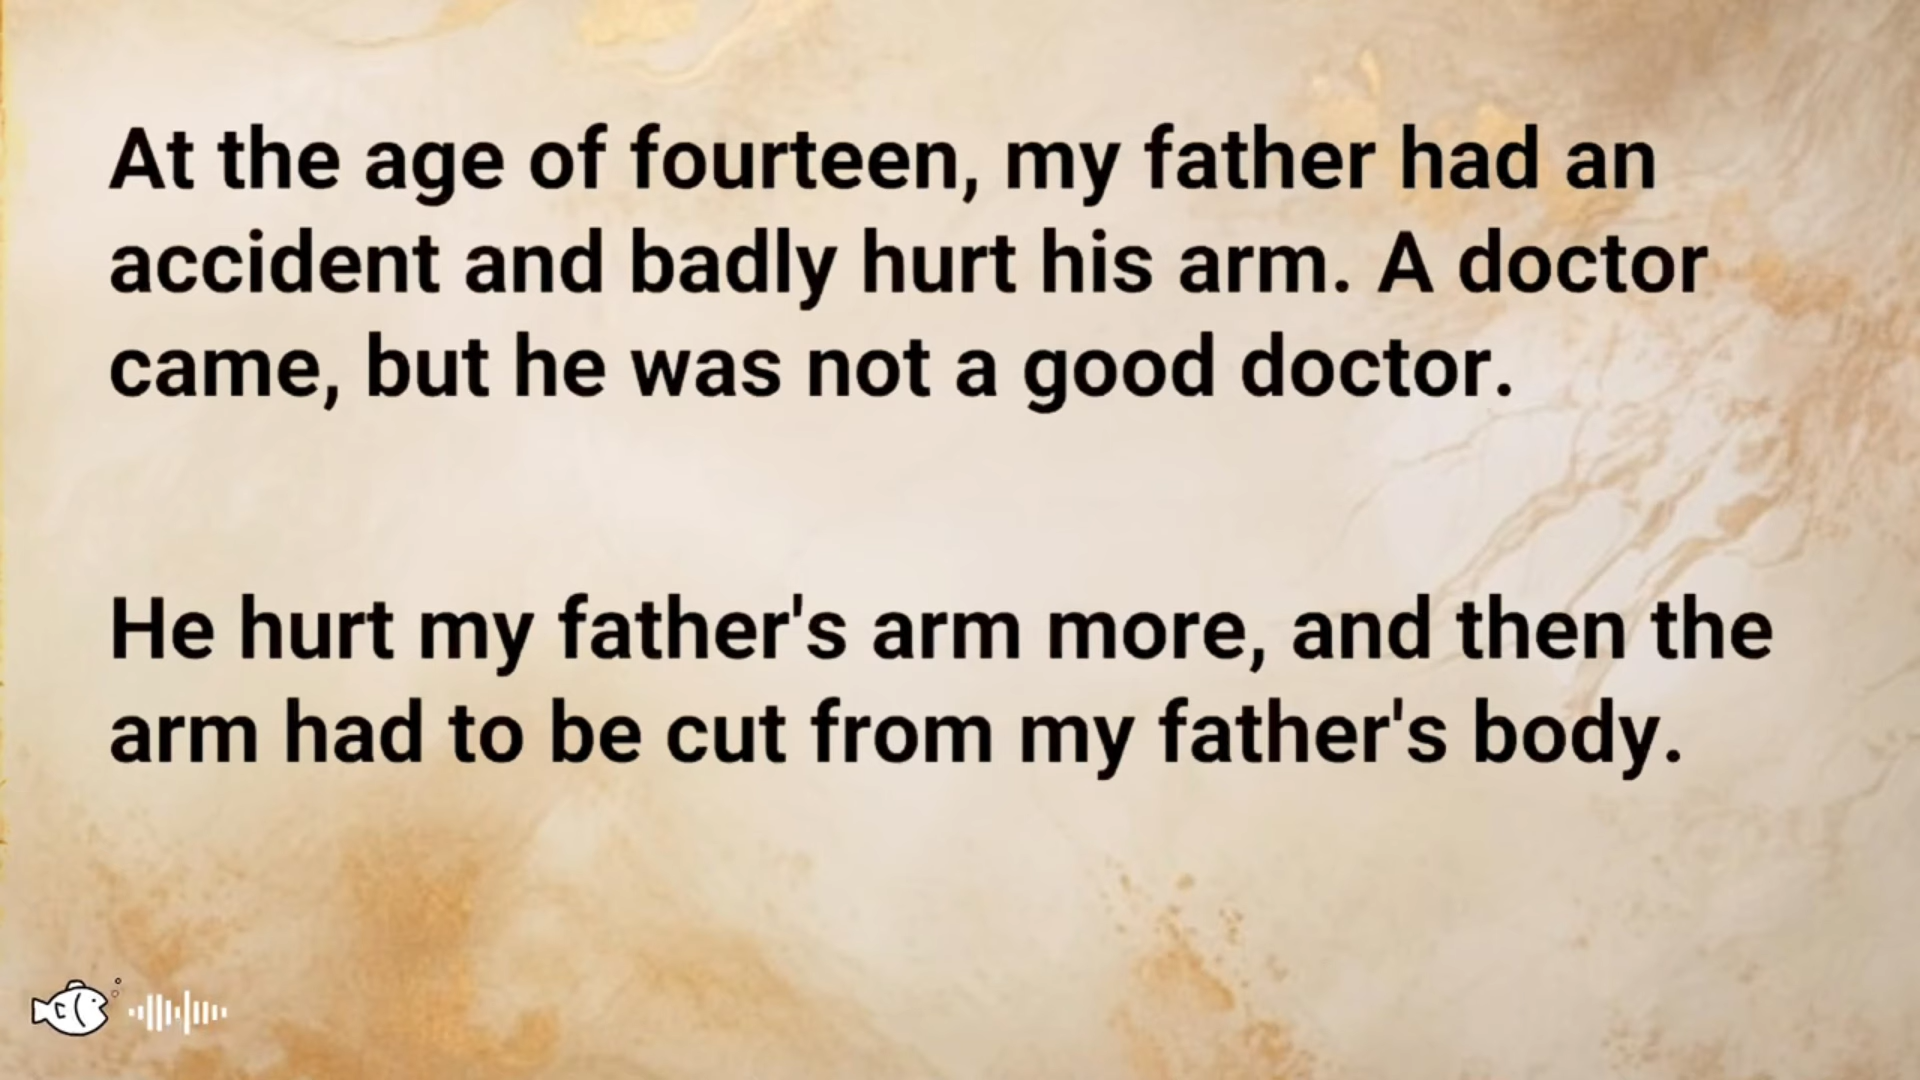 At the age of fourteen, my father had an
accident and badly hurt his arm. A doctor
came, but he was not a good doctor.
He hurt my father's arm more, and then the
arm had to be cut from my father's body.